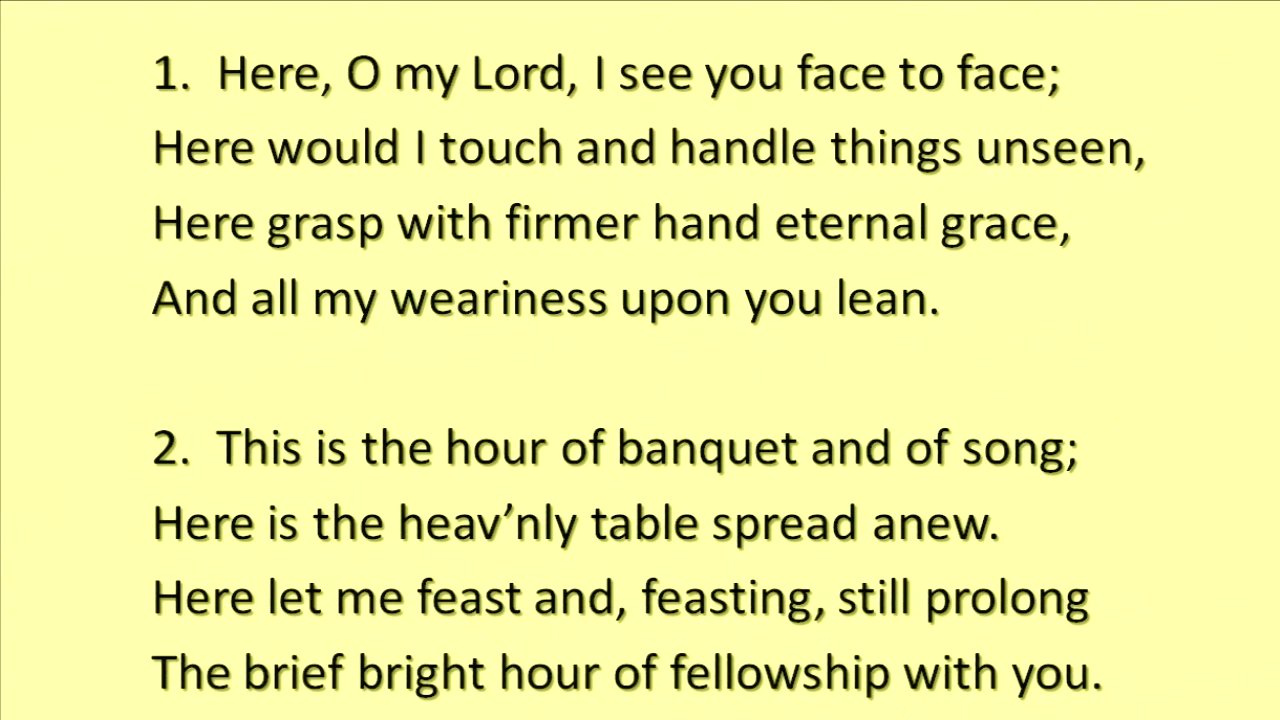 1.  Here, O my Lord, I see you face to face;
Here would I touch and handle things unseen,
Here grasp with firmer hand eternal grace,
And all my weariness upon you lean.
2.  This is the hour of banquet and of song;
Here is the heav’nly table spread anew.
Here let me feast and, feasting, still prolong
The brief bright hour of fellowship with you.